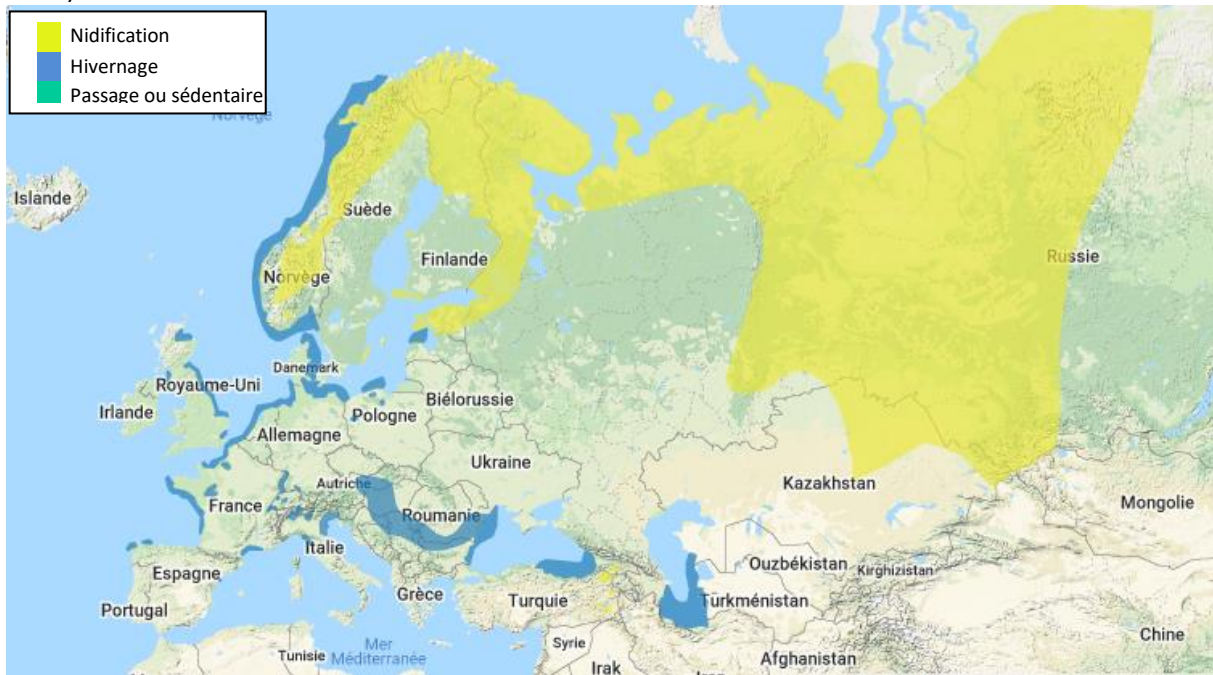 Nidification
Hivernage
Passage ou sédentaire
Norvège
Islande
Suède
Finlande
Norvège
Russie
Danemark
Royaume-Uni
Irlande
Biélorussie
Pologne
Allemagne
Ukraine
Kazakhstan
Autriche
Mongolie
France
Roumanie
Italie
Ouzbékistan
Kirghizistan
Espagne
Grèce
Turquie
Turkménistan
Portugal
Chine
Mer
Méditerranée
Syrie
Tunisie
Afghanistan
Irak